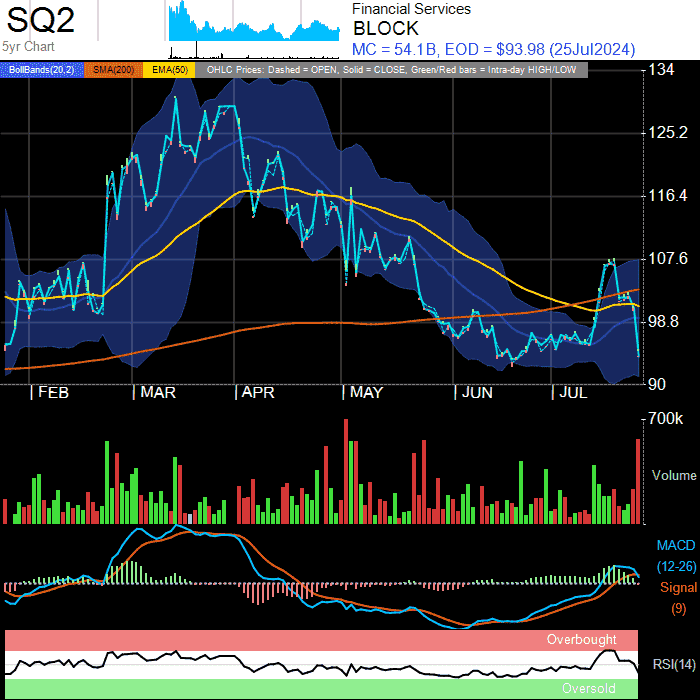 SQ2
5yr Chart
Financial Services
BLOCK
MC = 54.1B, EOD = $93.98 (25Jul2024)
BollBands(20,2) SMA(200) EMA(50) OHLC Prices: Dashed = OPEN, Solid = CLOSE, Green/Red bars = Intra-day HIGH/LOW
134
125.2
116.4
107.6
98.8
90
FEB MAR APR MAY JUN JUL
700k
Volume
MACD
(12-26)
Signal
(9)
Overbought
RSI(14)
Oversold